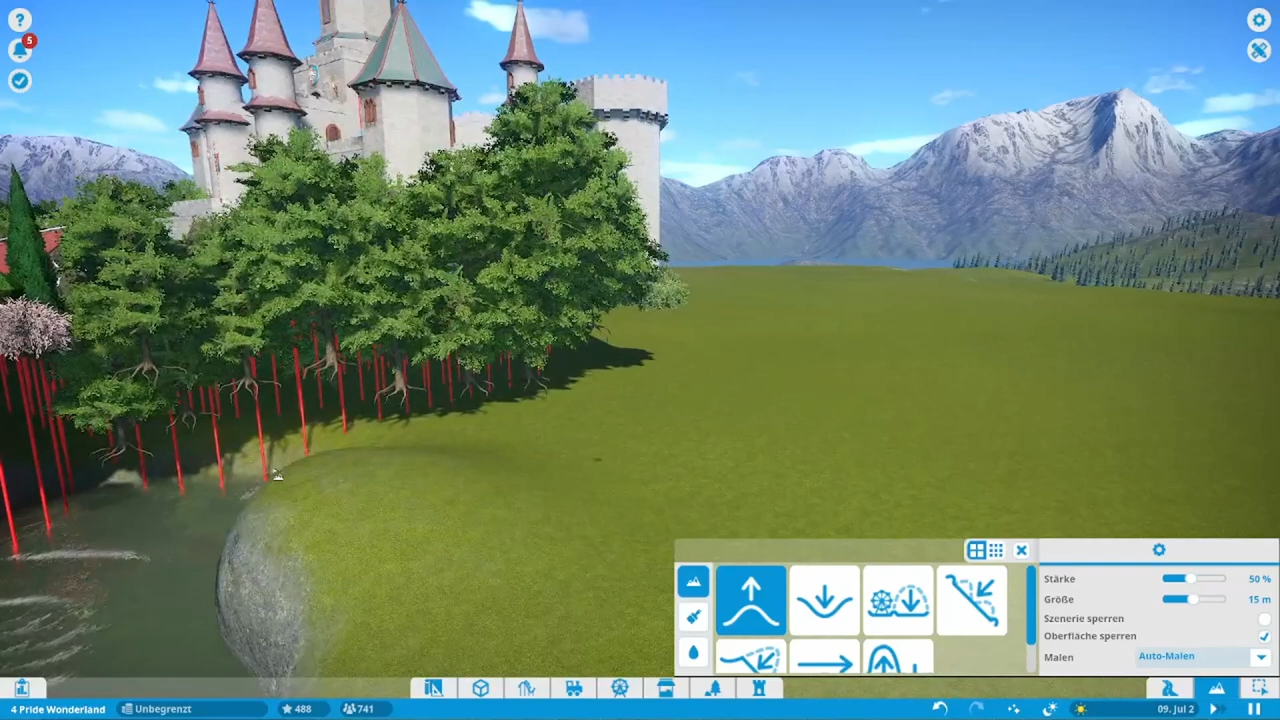 ?
5
Stärke 50 %
Größe 15 m
Szenerie sperren
Oberfläche sperren
Malen Auto-Malen
4 Pride Wonderland Unbegrenzt 488 741 09. Jul 2